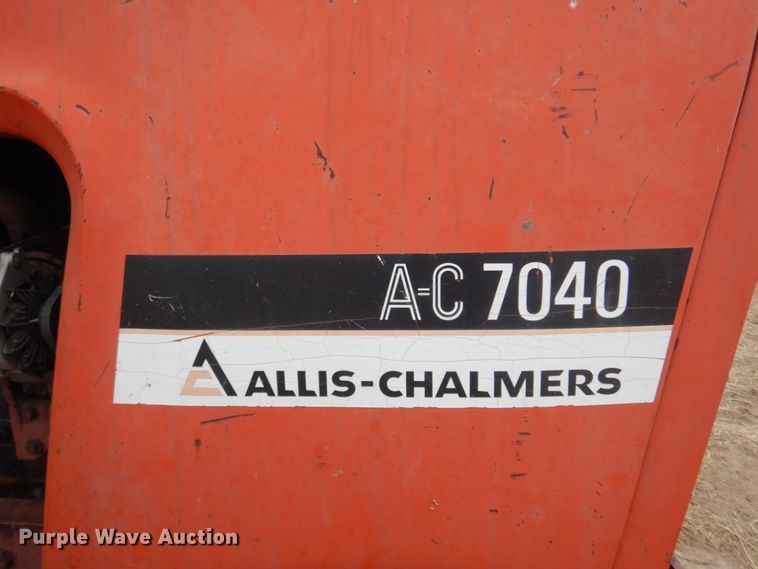 A-C 7040
ALLIS-CHALMERS
Purple Wave Auction